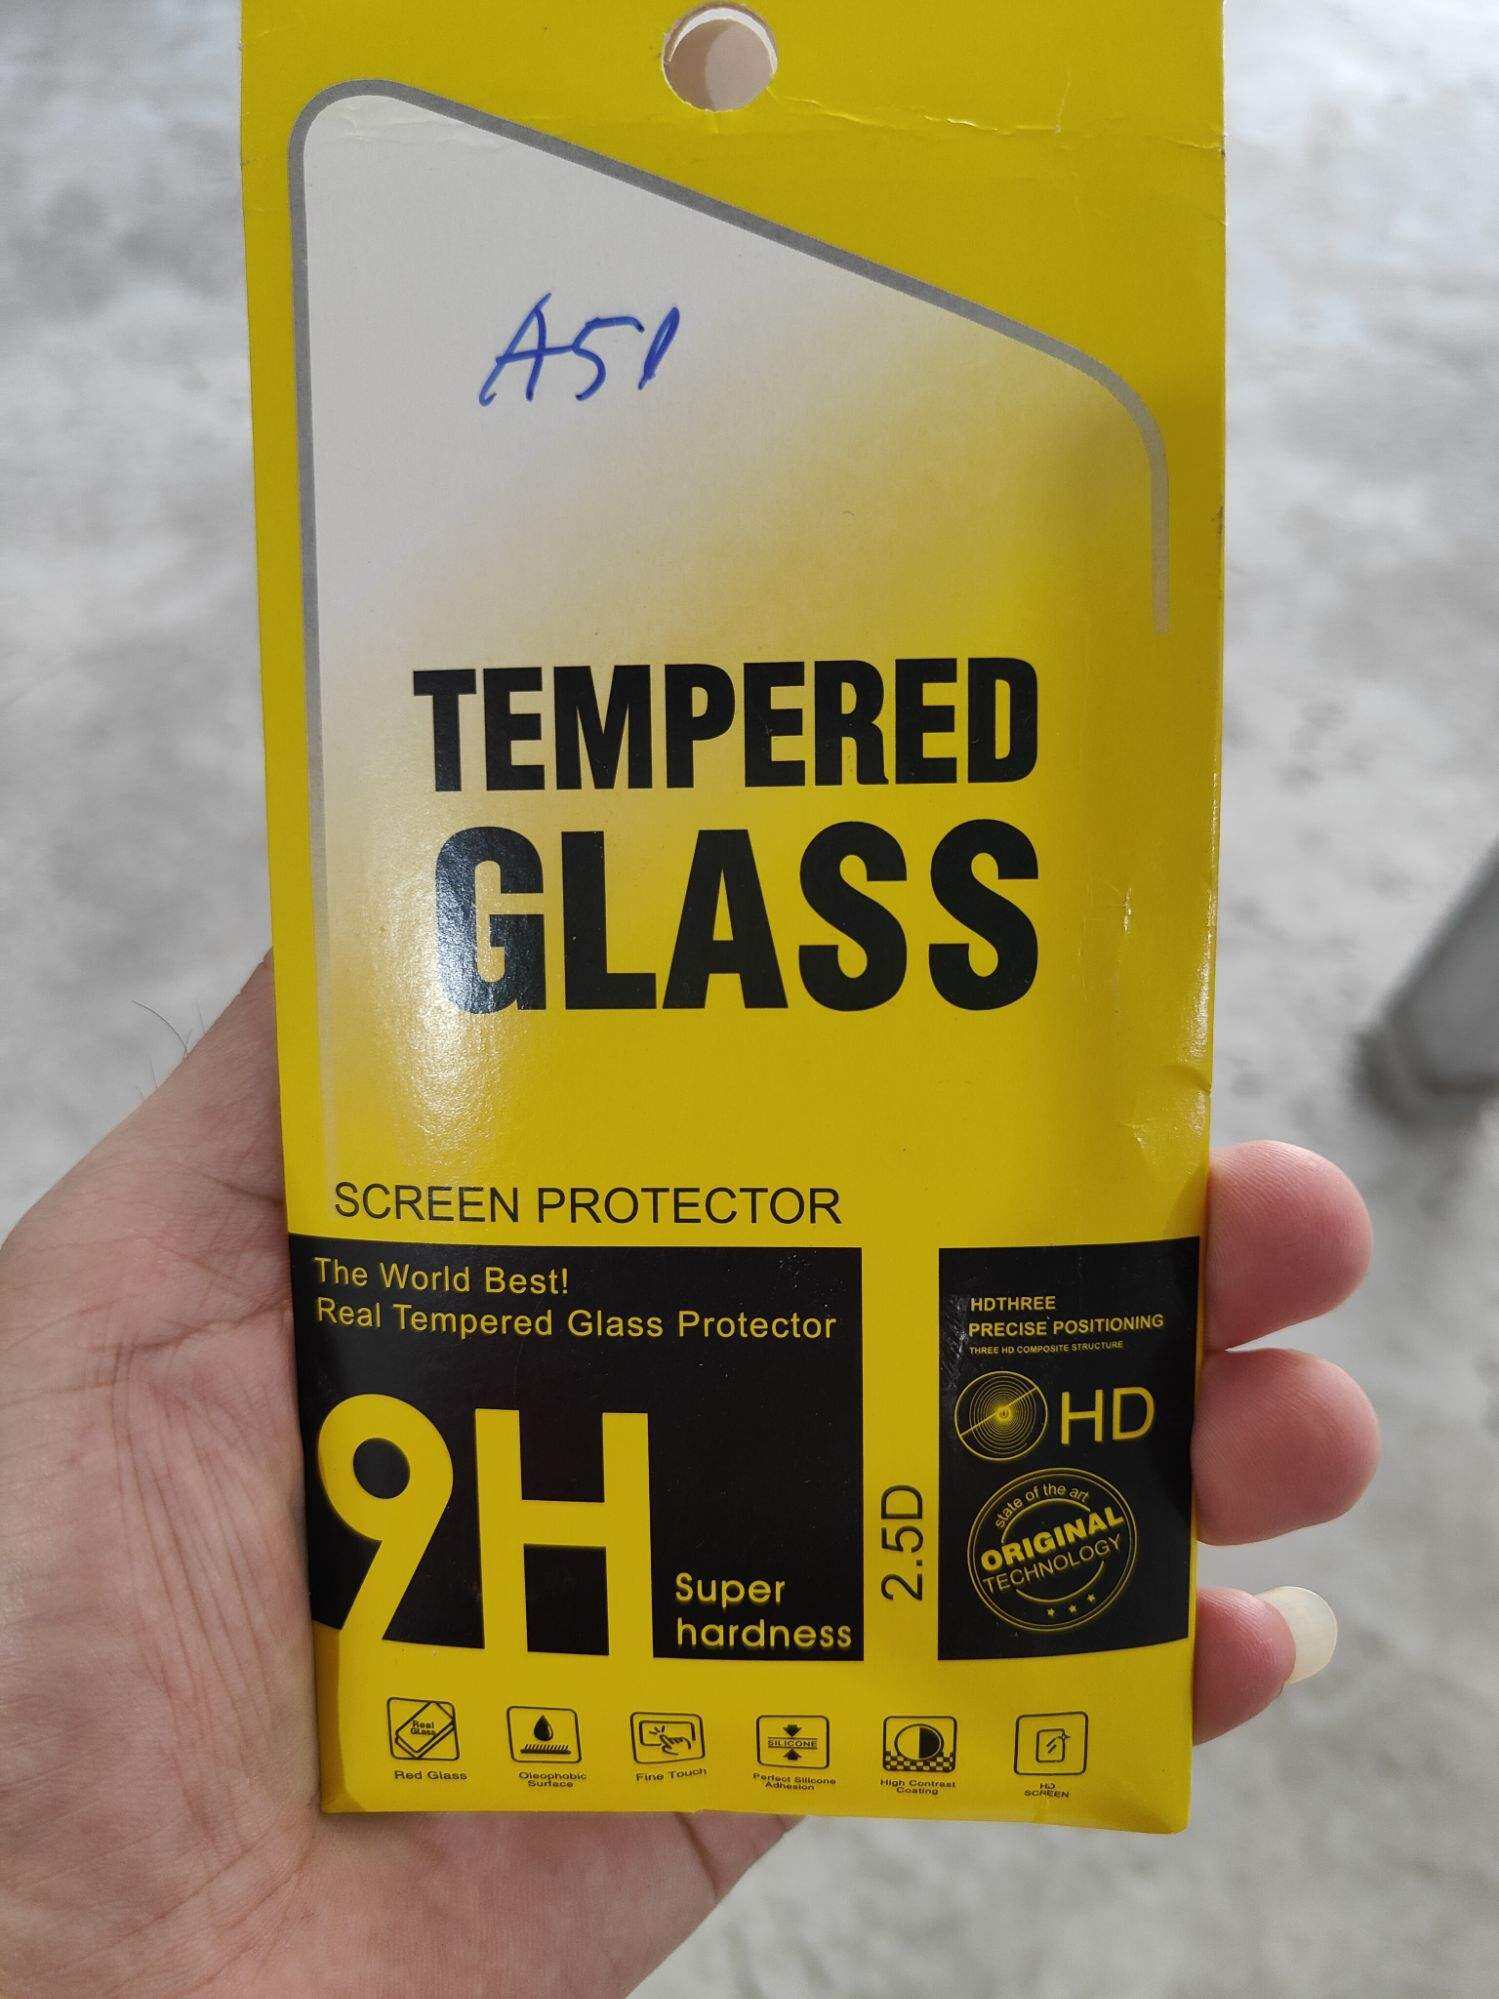 A51
TEMPERED
GLASS
SCREEN PROTECTOR
The World Best!
Real Tempered Glass Protector
9H
Super
hardness
2.5D
HDTHREE
PRECISE POSITIONING
THREE HD COMPOSITE STRUCTURE
HD
state of the art
ORIGINAL
TECHNOLOGY
Real
Glass
Red Glass
Oleophobic
Surface
Fine Touch
SILICONE
Perfect Silicone
Adhesion
High Contrast
Coating
HD
SCREEN